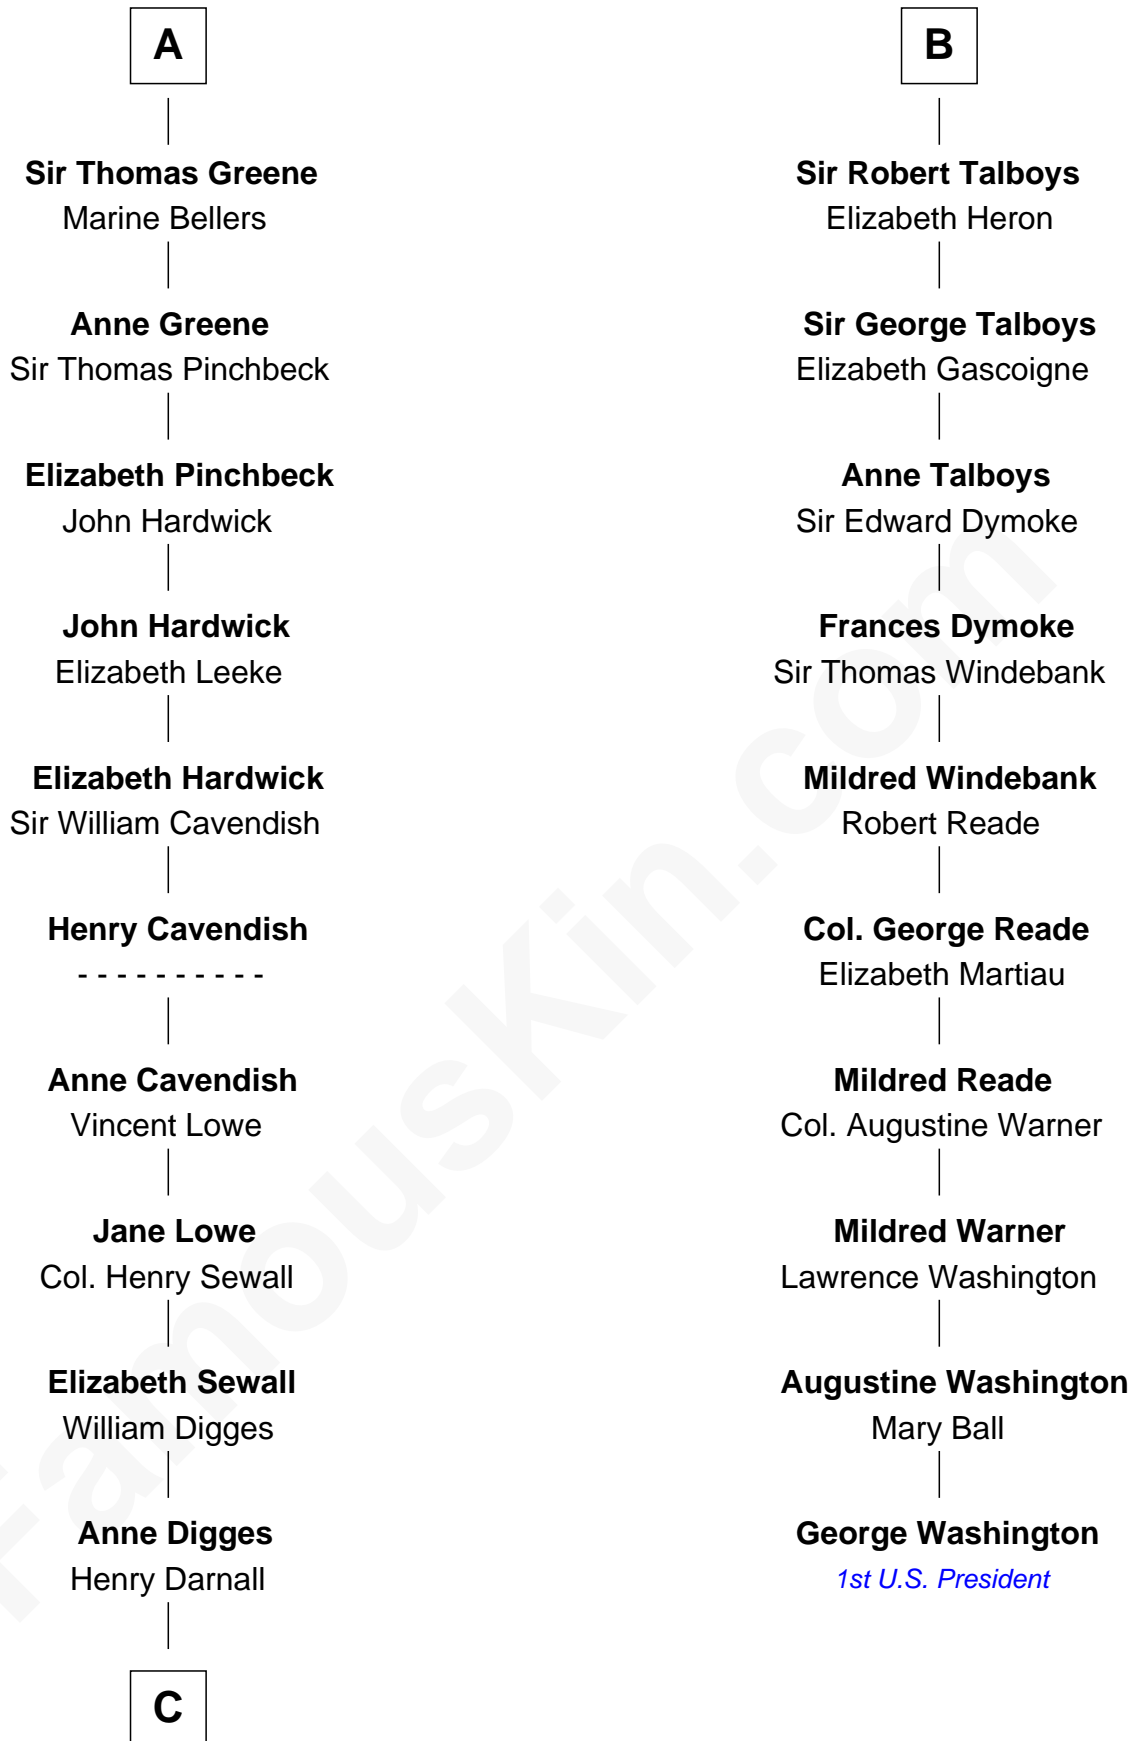 A
Sir Thomas Greene
Marine Bellers
Anne Greene
Sir Thomas Pinchbeck
Elizabeth Pinchbeck
John Hardwick
John Hardwick
Elizabeth Leeke
Elizabeth Hardwick
Sir William Cavendish
Henry Cavendish
- - - - - - - - - -
Anne Cavendish
Vincent Lowe
Jane Lowe
Col. Henry Sewall
Elizabeth Sewall
William Digges
Anne Digges
Henry Darnall
C
B
Sir Robert Talboys
Elizabeth Heron
Sir George Talboys
Elizabeth Gascoigne
Anne Talboys
Sir Edward Dymoke
Frances Dymoke
Sir Thomas Windebank
Mildred Windebank
Robert Reade
Col. George Reade
Elizabeth Martiau
Mildred Reade
Col. Augustine Warner
Mildred Warner
Lawrence Washington
Augustine Washington
Mary Ball
George Washington
1st U.S. President
FamousKin.com